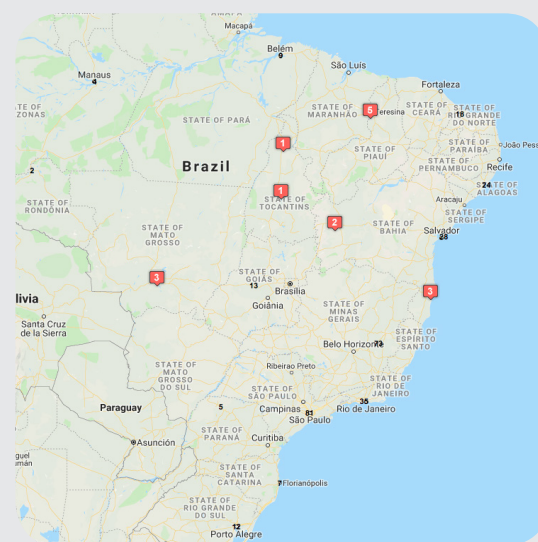 Macapá
Belém
9
São Luís
Manaus
4
Fortaleza
STATE OF
MARANHÃO
5
eresina
STATE OF
CEARÁ
18
STATE OF
RIO GRANDE
DO NORTE
STATE OF
ZONAS
STATE OF PARÁ
1
STATE OF
PARAÍBA
João Pess
STATE OF
PIAUÍ
STATE OF
PERNAMBUCO
Recife
Brazil
2
STATE OF
RONDÔNIA
1
STATE OF
TOCANTINS
24
STATE OF
ALAGOAS
Aracaju
STATE OF
SERGIPE
2
STATE OF
BAHIA
Salvador
28
STATE OF
MATO
GROSSO
3
STATE OF
GOIÁS
13
Brasília
Goiânia
3
livia
Santa Cruz
de la Sierra
STATE OF
MINAS
GERAIS
STATE OF
ESPÍRITO
SANTO
Belo Horizonte
73
STATE OF
MATO
GROSSO
DO SUL
Ribeirao Preto
STATE OF
RIO DE
JANEIRO
STATE OF
SÃO PAULO
35
Rio de Janeiro
Paraguay
5
Campinas
81
São Paulo
Asunción
STATE OF
PARANÁ
Curitiba
guel
umán
STATE OF
SANTA
CATARINA
7
Florianópolis
STATE OF
RIO GRANDE
DO SUL
12
Porto Alegre